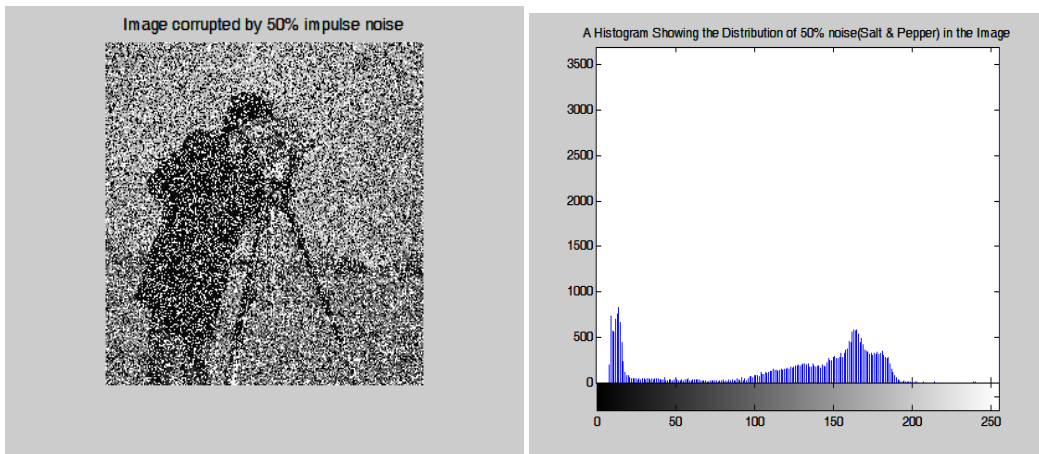 Image corrupted by 50% impulse noise
A Histogram Showing the Distribution of 50% noise(Salt & Pepper) in the Image
3500
3000
2500
2000
1500
1000
500
0
0 50 100 150 200 250